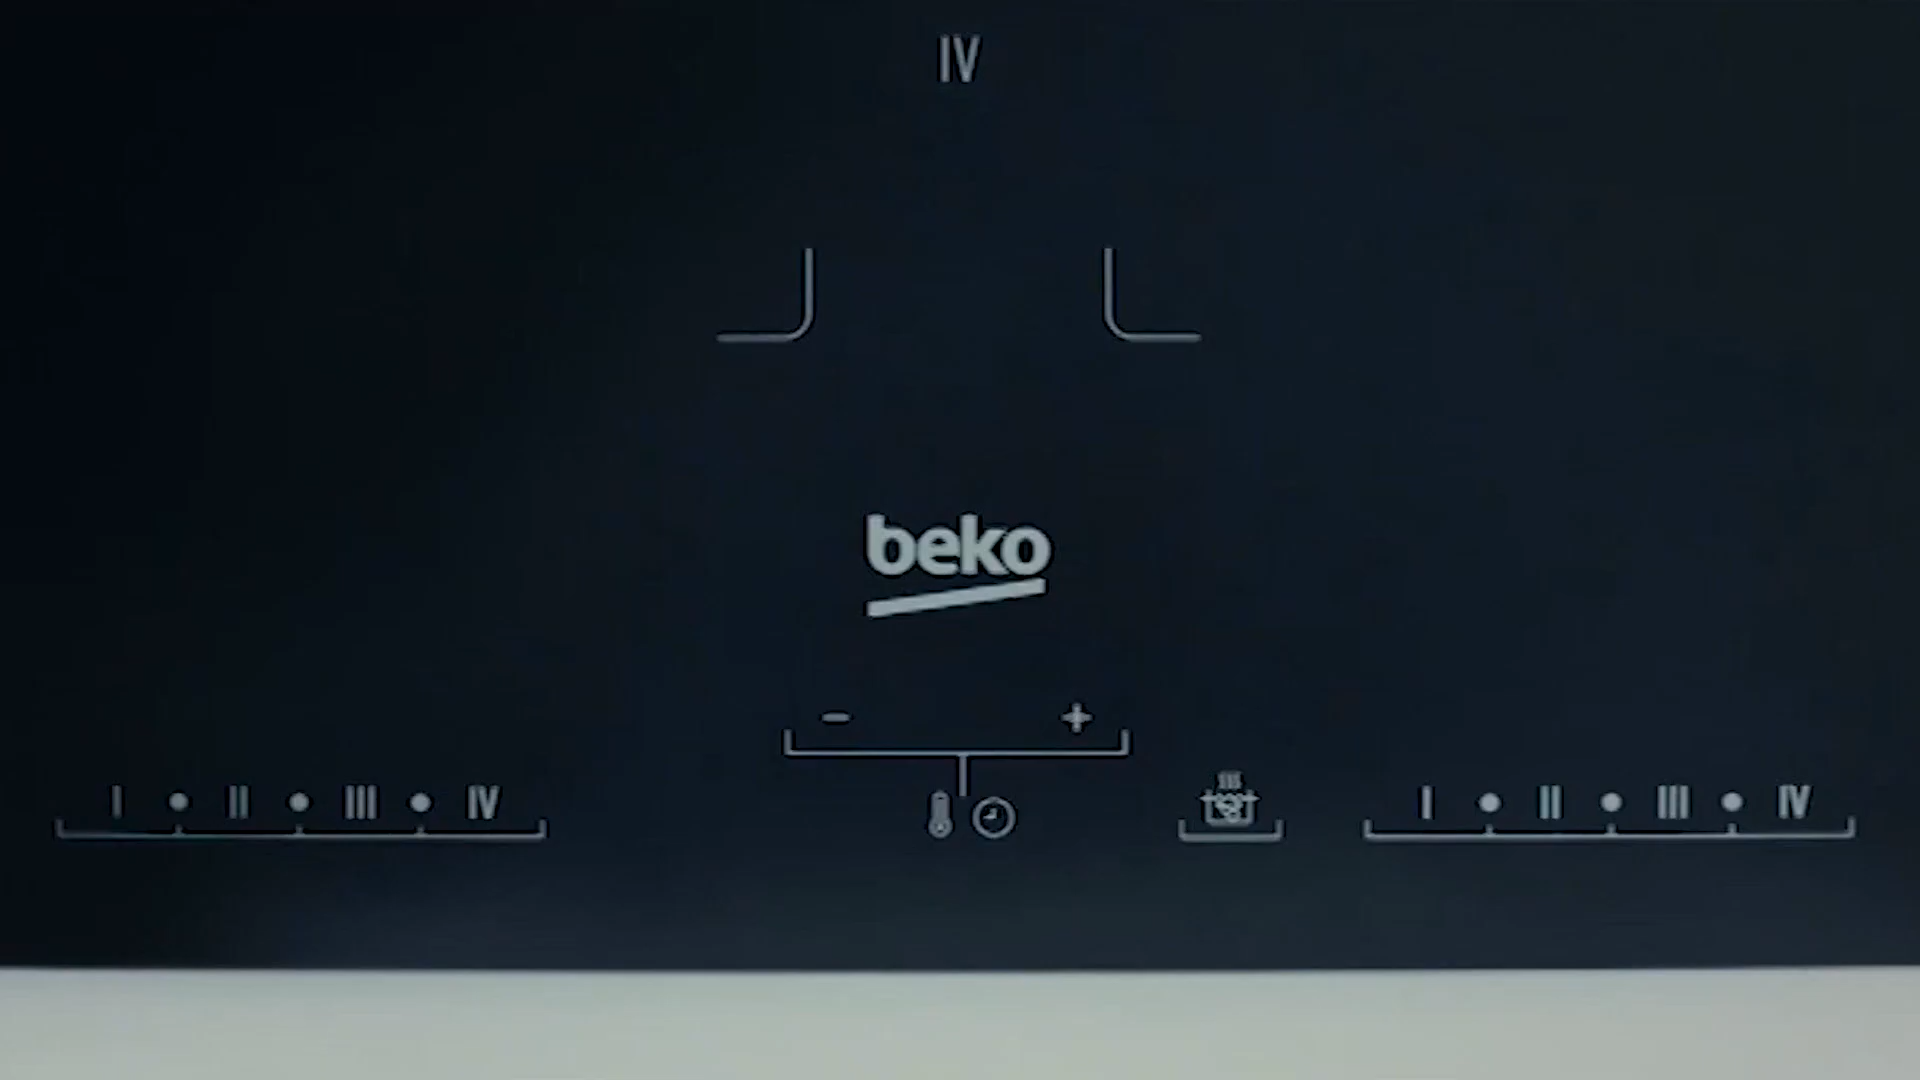 IV
beko
− +
I • II • III • IV
I • II • III • IV